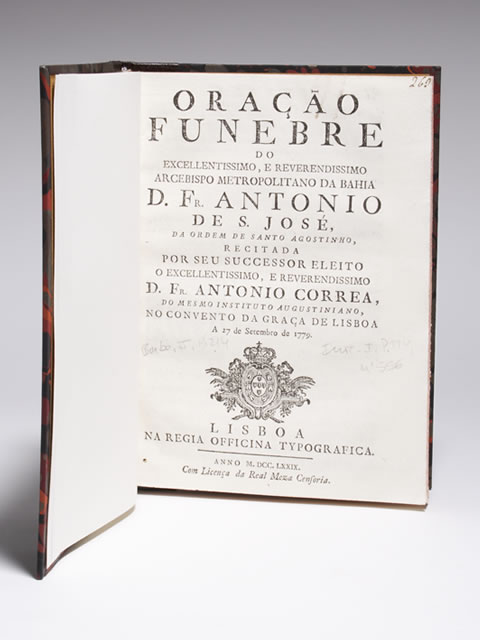 260
ORAÇÃO
FUNEBRE
DO
EXCELLENTISSIMO, E REVERENDISSIMO
ARCEBISPO METROPOLITANO DA BAHIA
D. Fr. ANTONIO
DE S. JOSÉ,
DA ORDEM DE SANTO AGOSTINHO,
RECITADA
POR SEU SUCCESSOR ELEITO
O EXCELLENTISSIMO, E REVERENDISSIMO
D. Fr. ANTONIO CORREA,
DO MESMO INSTITUTO AUGUSTINIANO,
NO CONVENTO DA GRAÇA DE LISBOA
A 27 de Setembro de 1779.
LISBOA
NA REGIA OFFICINA TYPOGRAFICA.
ANNO M. DCC. LXXIX.
Com Licença da Real Meza Censoria.